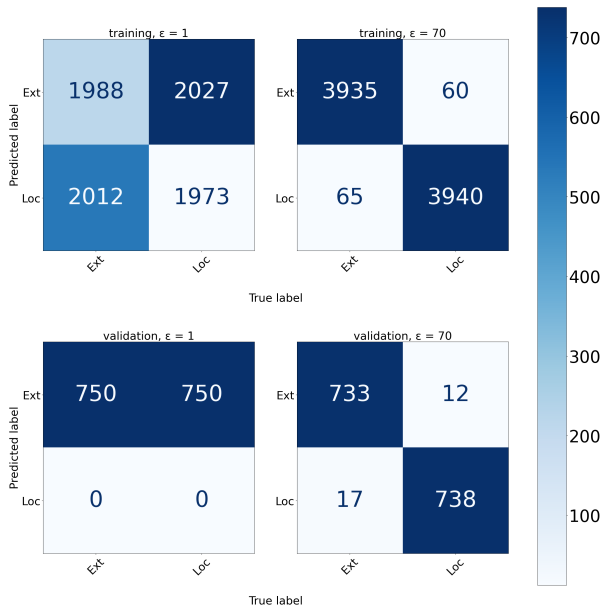 training, ε = 1
training, ε = 70
Predicted label
Ext
1988
2027
Loc
2012
1973
Ext
Loc
Ext
3935
60
Loc
65
3940
Ext
Loc
True label
validation, ε = 1
validation, ε = 70
Predicted label
Ext
750
750
Loc
0
0
Ext
Loc
Ext
733
12
Loc
17
738
Ext
Loc
True label
700
600
500
400
300
200
100